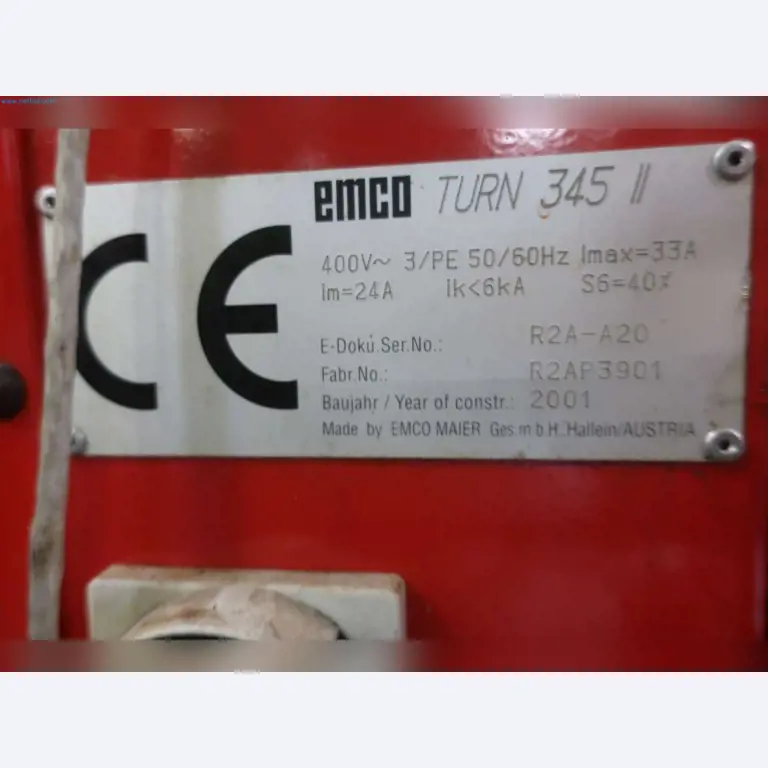 emco TURN 345 II
400V~ 3/PE 50/60Hz Imax=33A
Im=24A Ik<6kA S6=40%
E-Doku.Ser.No.: R2A-A20
Fabr.No.: R2AP3901
Baujahr / Year of constr.: 2001
Made by EMCO MAIER Ges.m.b.H. Hallein/AUSTRIA
CE